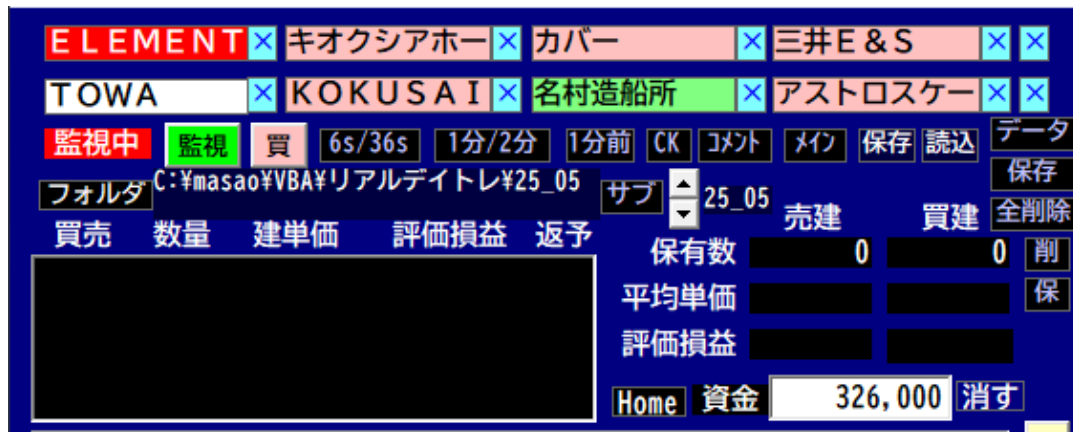 ＥＬＥＭＥＮＴ × キオクシアホー × カバー × 三井Ｅ＆Ｓ × ×
ＴＯＷＡ × ＫＯＫＵＳＡＩ × 名村造船所 × アストロスケー × ×
監視中 監視 買 6s/36s 1分/2分 1分前 CK ｺﾒﾝﾄ ﾒｲﾝ 保存 読込 データ
保存
フォルダ C:¥masao¥VBA¥リアルデイトレ¥25_05 サブ 25_05
全削除
買売 数量 建単価 評価損益 返予 売建 買建
保有数 0 0 削
平均単価 保
評価損益
Home 資金 326,000 消す